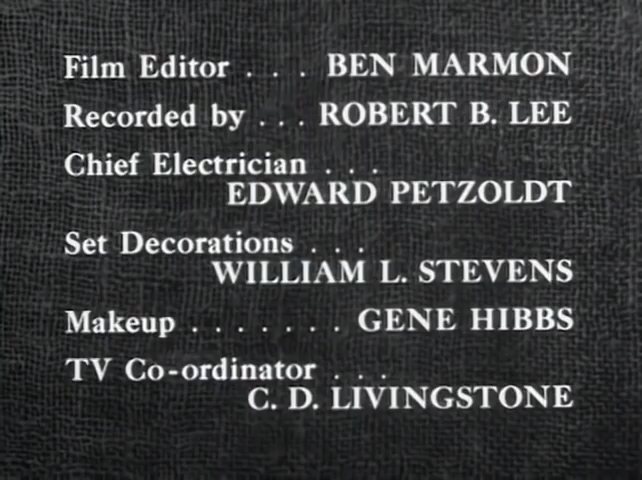 Film Editor . . . BEN MARMON
Recorded by . . . ROBERT B. LEE
Chief Electrician . . .
EDWARD PETZOLDT
Set Decorations . . .
WILLIAM L. STEVENS
Makeup . . . . . . . GENE HIBBS
TV Co-ordinator . . .
C. D. LIVINGSTONE